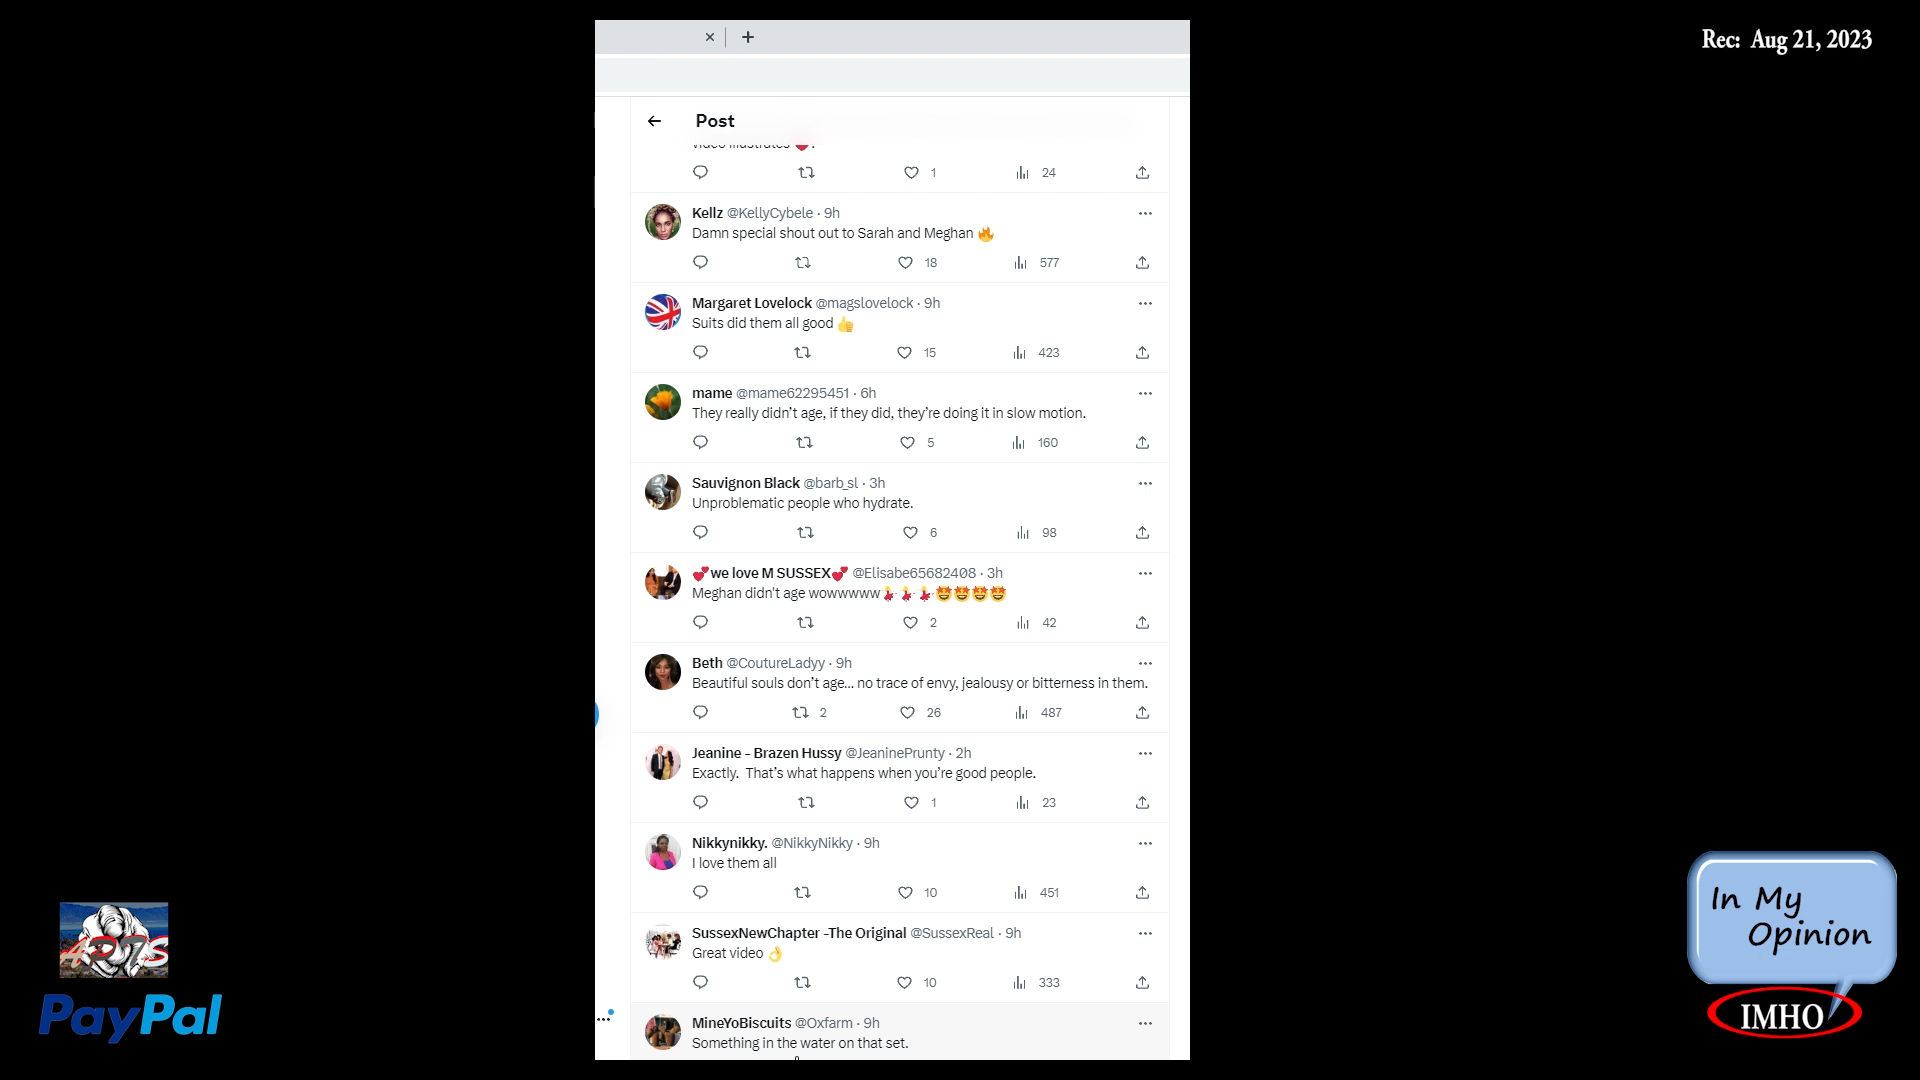 Rec: Aug 21, 2023
Post
video illustrates ❤️.
1 24
Kellz @KellyCybele · 9h
Damn special shout out to Sarah and Meghan 🔥
18 577
Margaret Lovelock @magslovelock · 9h
Suits did them all good 👍
15 423
mame @mame62295451 · 6h
They really didn’t age, if they did, they’re doing it in slow motion.
5 160
Sauvignon Black @barb_sl · 3h
Unproblematic people who hydrate.
6 98
💕we love M SUSSEX💕 @Elisabe65682408 · 3h
Meghan didn't age wowwwww💃💃💃🤩🤩🤩🤩
2 42
Beth @CoutureLadyy · 9h
Beautiful souls don’t age... no trace of envy, jealousy or bitterness in them.
2 26 487
Jeanine - Brazen Hussy @JeaninePrunty · 2h
Exactly.  That’s what happens when you’re good people.
1 23
Nikkynikky. @NikkyNikky · 9h
I love them all
10 451
SussexNewChapter -The Original @SussexReal · 9h
Great video 👌
10 333
MineYoBiscuits @Oxfarm · 9h
Something in the water on that set.
PayPal
In My
Opinion
IMHO